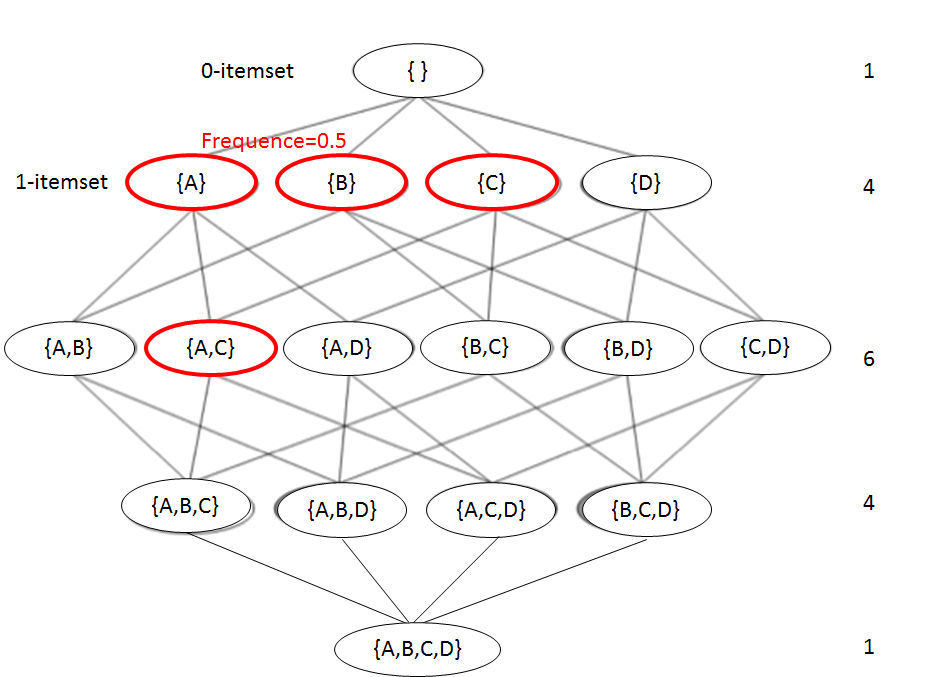 0-itemset { } 1
Frequence=0.5
1-itemset {A} {B} {C} {D} 4
{A,B} {A,C} {A,D} {B,C} {B,D} {C,D} 6
{A,B,C} {A,B,D} {A,C,D} {B,C,D} 4
{A,B,C,D} 1